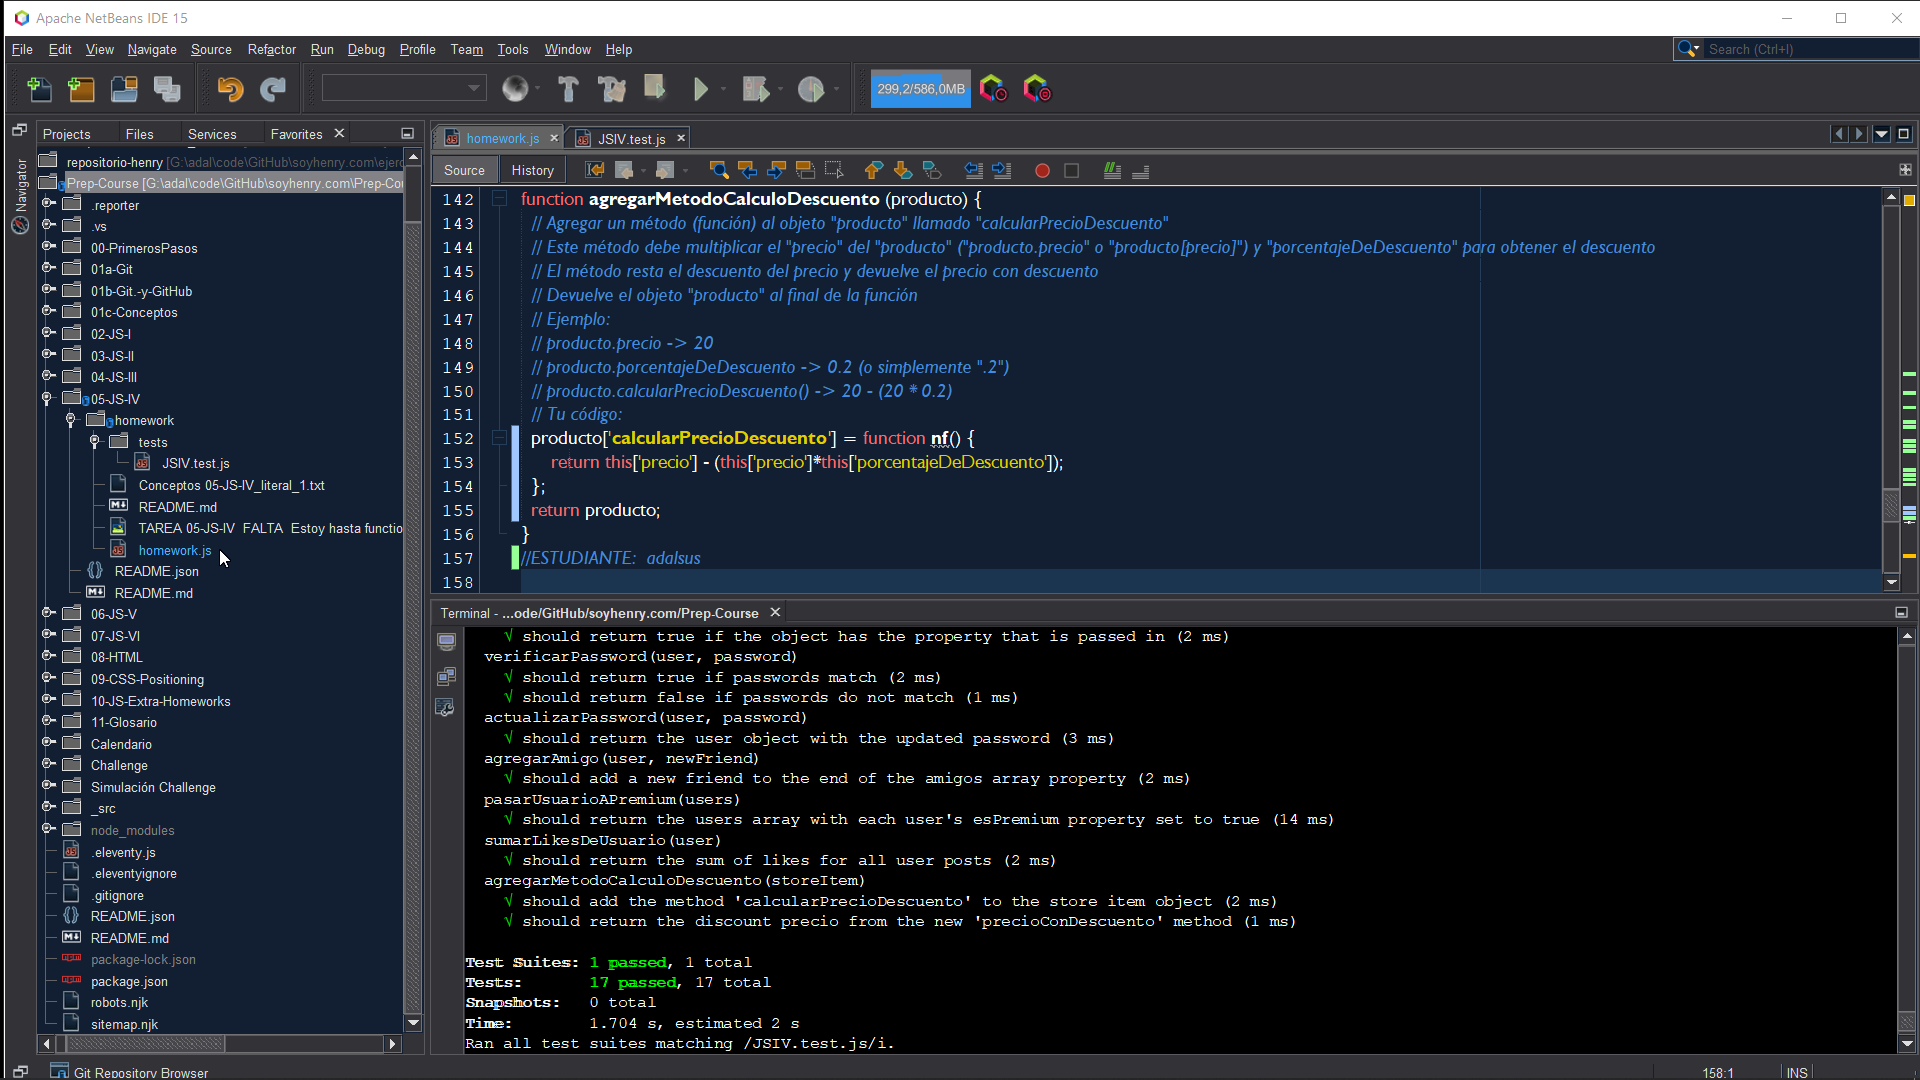 Apache NetBeans IDE 15
File Edit View Navigate Source Refactor Run Debug Profile Team Tools Window Help
Search (Ctrl+I)
299,2/586,0MB
Projects Files Services Favorites
Navigator
repositorio-henry [G:\adal\code\GitHub\soyhenry.com\ejerc
Prep-Course [G:\adal\code\GitHub\soyhenry.com\Prep-Cou
.reporter
.vs
00-PrimerosPasos
01a-Git
01b-Git.-y-GitHub
01c-Conceptos
02-JS-I
03-JS-II
04-JS-III
05-JS-IV
homework
tests
JSIV.test.js
Conceptos 05-JS-IV_literal_1.txt
README.md
TAREA 05-JS-IV FALTA Estoy hasta functio
homework.js
README.json
README.md
06-JS-V
07-JS-VI
08-HTML
09-CSS-Positioning
10-JS-Extra-Homeworks
11-Glosario
Calendario
Challenge
Simulación Challenge
_src
node_modules
.eleventy.js
.eleventyignore
.gitignore
README.json
README.md
package-lock.json
package.json
robots.njk
sitemap.njk
homework.js JSIV.test.js
Source History
142 function agregarMetodoCalculoDescuento (producto) {
143 // Agregar un método (función) al objeto "producto" llamado "calcularPrecioDescuento"
144 // Este método debe multiplicar el "precio" del "producto" ("producto.precio" o "producto[precio]") y "porcentajeDeDescuento" para obtener el descuento
145 // El método resta el descuento del precio y devuelve el precio con descuento
146 // Devuelve el objeto "producto" al final de la función
147 // Ejemplo:
148 // producto.precio -> 20
149 // producto.porcentajeDeDescuento -> 0.2 (o simplemente ".2")
150 // producto.calcularPrecioDescuento() -> 20 - (20 * 0.2)
151 // Tu código:
152 producto['calcularPrecioDescuento'] = function nf() {
153 return this['precio'] - (this['precio']*this['porcentajeDeDescuento']);
154 };
155 return producto;
156 }
157 //ESTUDIANTE: adalsus
158
Terminal - ...ode/GitHub/soyhenry.com/Prep-Course
√ should return true if the object has the property that is passed in (2 ms)
verificarPassword(user, password)
√ should return true if passwords match (2 ms)
√ should return false if passwords do not match (1 ms)
actualizarPassword(user, password)
√ should return the user object with the updated password (3 ms)
agregarAmigo(user, newFriend)
√ should add a new friend to the end of the amigos array property (2 ms)
pasarUsuarioAPremium(users)
√ should return the users array with each user's esPremium property set to true (14 ms)
sumarLikesDeUsuario(user)
√ should return the sum of likes for all user posts (2 ms)
agregarMetodoCalculoDescuento(storeItem)
√ should add the method 'calcularPrecioDescuento' to the store item object (2 ms)
√ should return the discount precio from the new 'precioConDescuento' method (1 ms)
Test Suites: 1 passed, 1 total
Tests: 17 passed, 17 total
Snapshots: 0 total
Time: 1.704 s, estimated 2 s
Ran all test suites matching /JSIV.test.js/i.
Git Repository Browser
158:1 INS